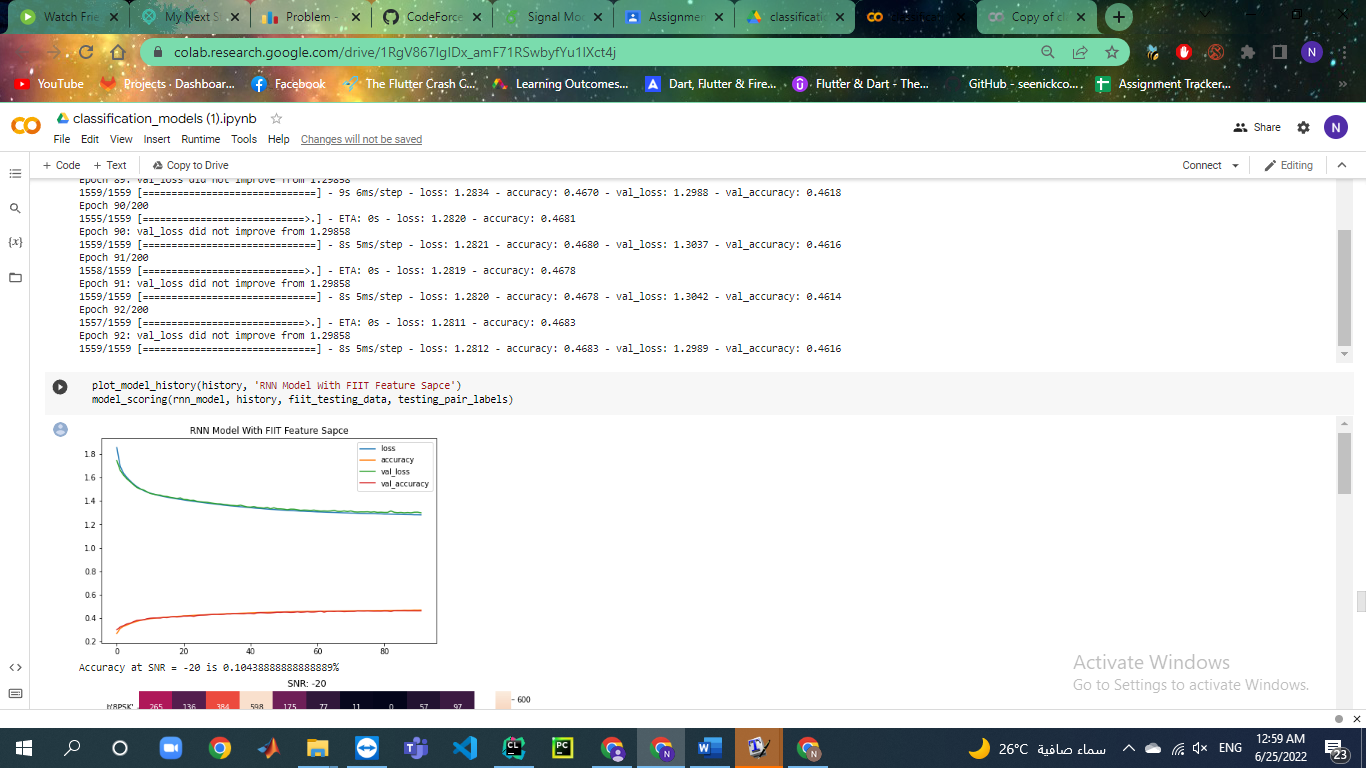 Watch Frie
My Next S
Problem -
CodeForce
Signal Mo
Assignmen
classificatio
Copy of cl
colab.research.google.com/drive/1RgV867IgIDx_amF71RSwbyfYu1IXct4j
N
YouTube
Projects · Dashboar...
Facebook
The Flutter Crash C...
Learning Outcomes...
Dart, Flutter & Fire...
Flutter & Dart - The...
GitHub - seenickco...
Assignment Tracker...
»
classification_models (1).ipynb
File Edit View Insert Runtime Tools Help Changes will not be saved
Share
N
+ Code + Text Copy to Drive
Connect
Editing
Epoch 89: val_loss did not improve from 1.29858
1559/1559 [==============================] - 9s 6ms/step - loss: 1.2834 - accuracy: 0.4670 - val_loss: 1.2988 - val_accuracy: 0.4618
Epoch 90/200
1555/1559 [============================>.] - ETA: 0s - loss: 1.2820 - accuracy: 0.4681
Epoch 90: val_loss did not improve from 1.29858
1559/1559 [==============================] - 8s 5ms/step - loss: 1.2821 - accuracy: 0.4680 - val_loss: 1.3037 - val_accuracy: 0.4616
Epoch 91/200
1558/1559 [============================>.] - ETA: 0s - loss: 1.2819 - accuracy: 0.4678
Epoch 91: val_loss did not improve from 1.29858
1559/1559 [==============================] - 8s 5ms/step - loss: 1.2820 - accuracy: 0.4678 - val_loss: 1.3042 - val_accuracy: 0.4614
Epoch 92/200
1557/1559 [============================>.] - ETA: 0s - loss: 1.2811 - accuracy: 0.4683
Epoch 92: val_loss did not improve from 1.29858
1559/1559 [==============================] - 8s 5ms/step - loss: 1.2812 - accuracy: 0.4683 - val_loss: 1.2989 - val_accuracy: 0.4616
plot_model_history(history, 'RNN Model With FIIT Feature Sapce')
model_scoring(rnn_model, history, fiit_testing_data, testing_pair_labels)
RNN Model With FIIT Feature Sapce
loss
accuracy
val_loss
val_accuracy
1.8
1.6
1.4
1.2
1.0
0.8
0.6
0.4
0.2
0 20 40 60 80
Accuracy at SNR = -20 is 0.10438888888888889%
SNR: -20
b'8PSK' 265 136 384 598 175 77 11 0 57 97
600
Activate Windows
Go to Settings to activate Windows.
26°C سماء صافية
ENG
12:59 AM
6/25/2022
23